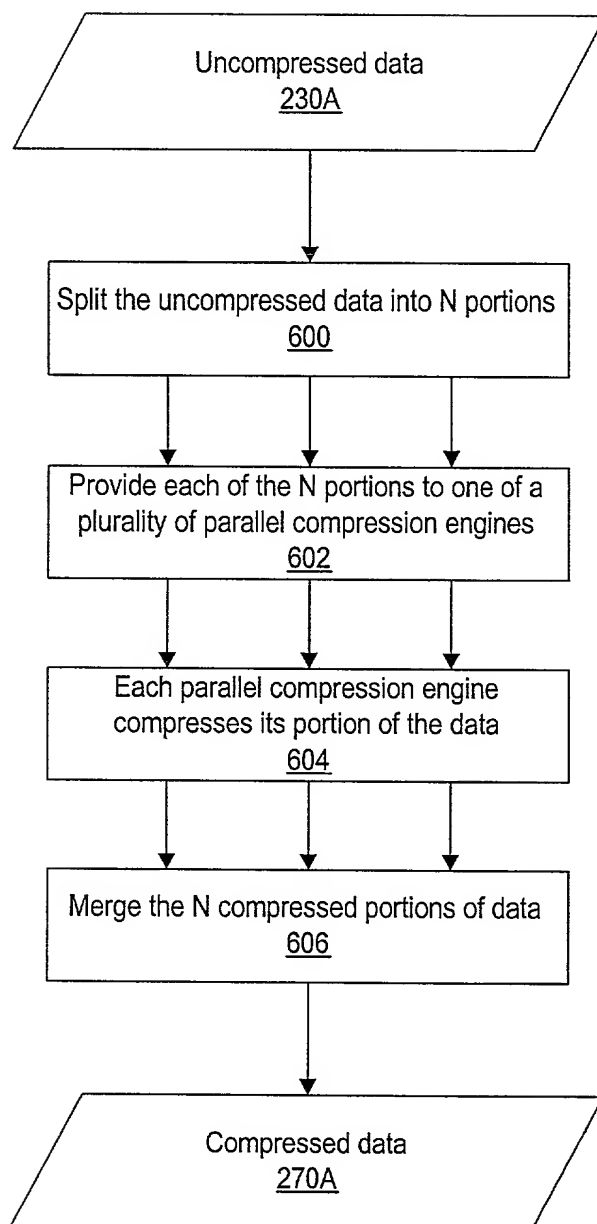 Uncompressed data
230A
Split the uncompressed data into N portions
600
Provide each of the N portions to one of a
plurality of parallel compression engines
602
Each parallel compression engine
compresses its portion of the data
604
Merge the N compressed portions of data
606
Compressed data
270A